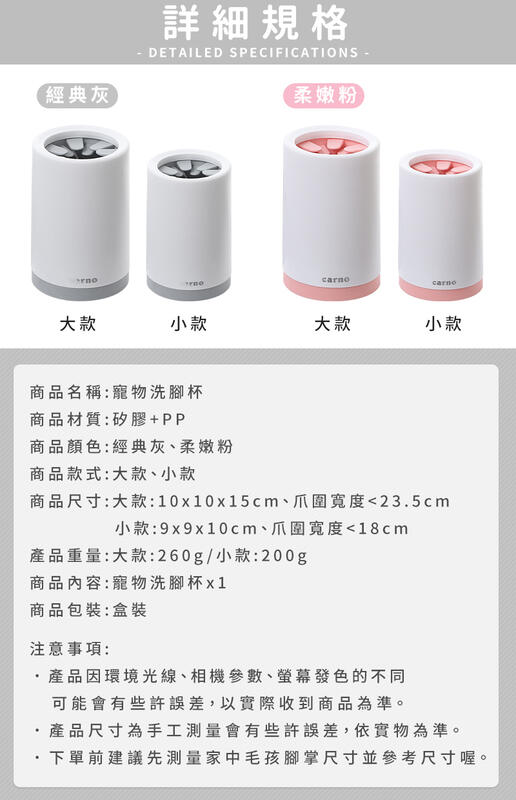 詳細規格
- DETAILED SPECIFICATIONS -
經典灰
柔嫩粉
carno
carno
carno
大款
小款
大款
小款
商品名稱:寵物洗腳杯
商品材質:矽膠+PP
商品顏色:經典灰、柔嫩粉
商品款式:大款、小款
商品尺寸:大款:10x10x15cm、爪圍寬度<23.5cm
小款:9x9x10cm、爪圍寬度<18cm
產品重量:大款:260g/小款:200g
商品內容:寵物洗腳杯x1
商品包裝:盒裝
注意事項:
・產品因環境光線、相機參數、螢幕發色的不同
可能會有些許誤差,以實際收到商品為準。
・產品尺寸為手工測量會有些許誤差,依實物為準。
・下單前建議先測量家中毛孩腳掌尺寸並參考尺寸喔。